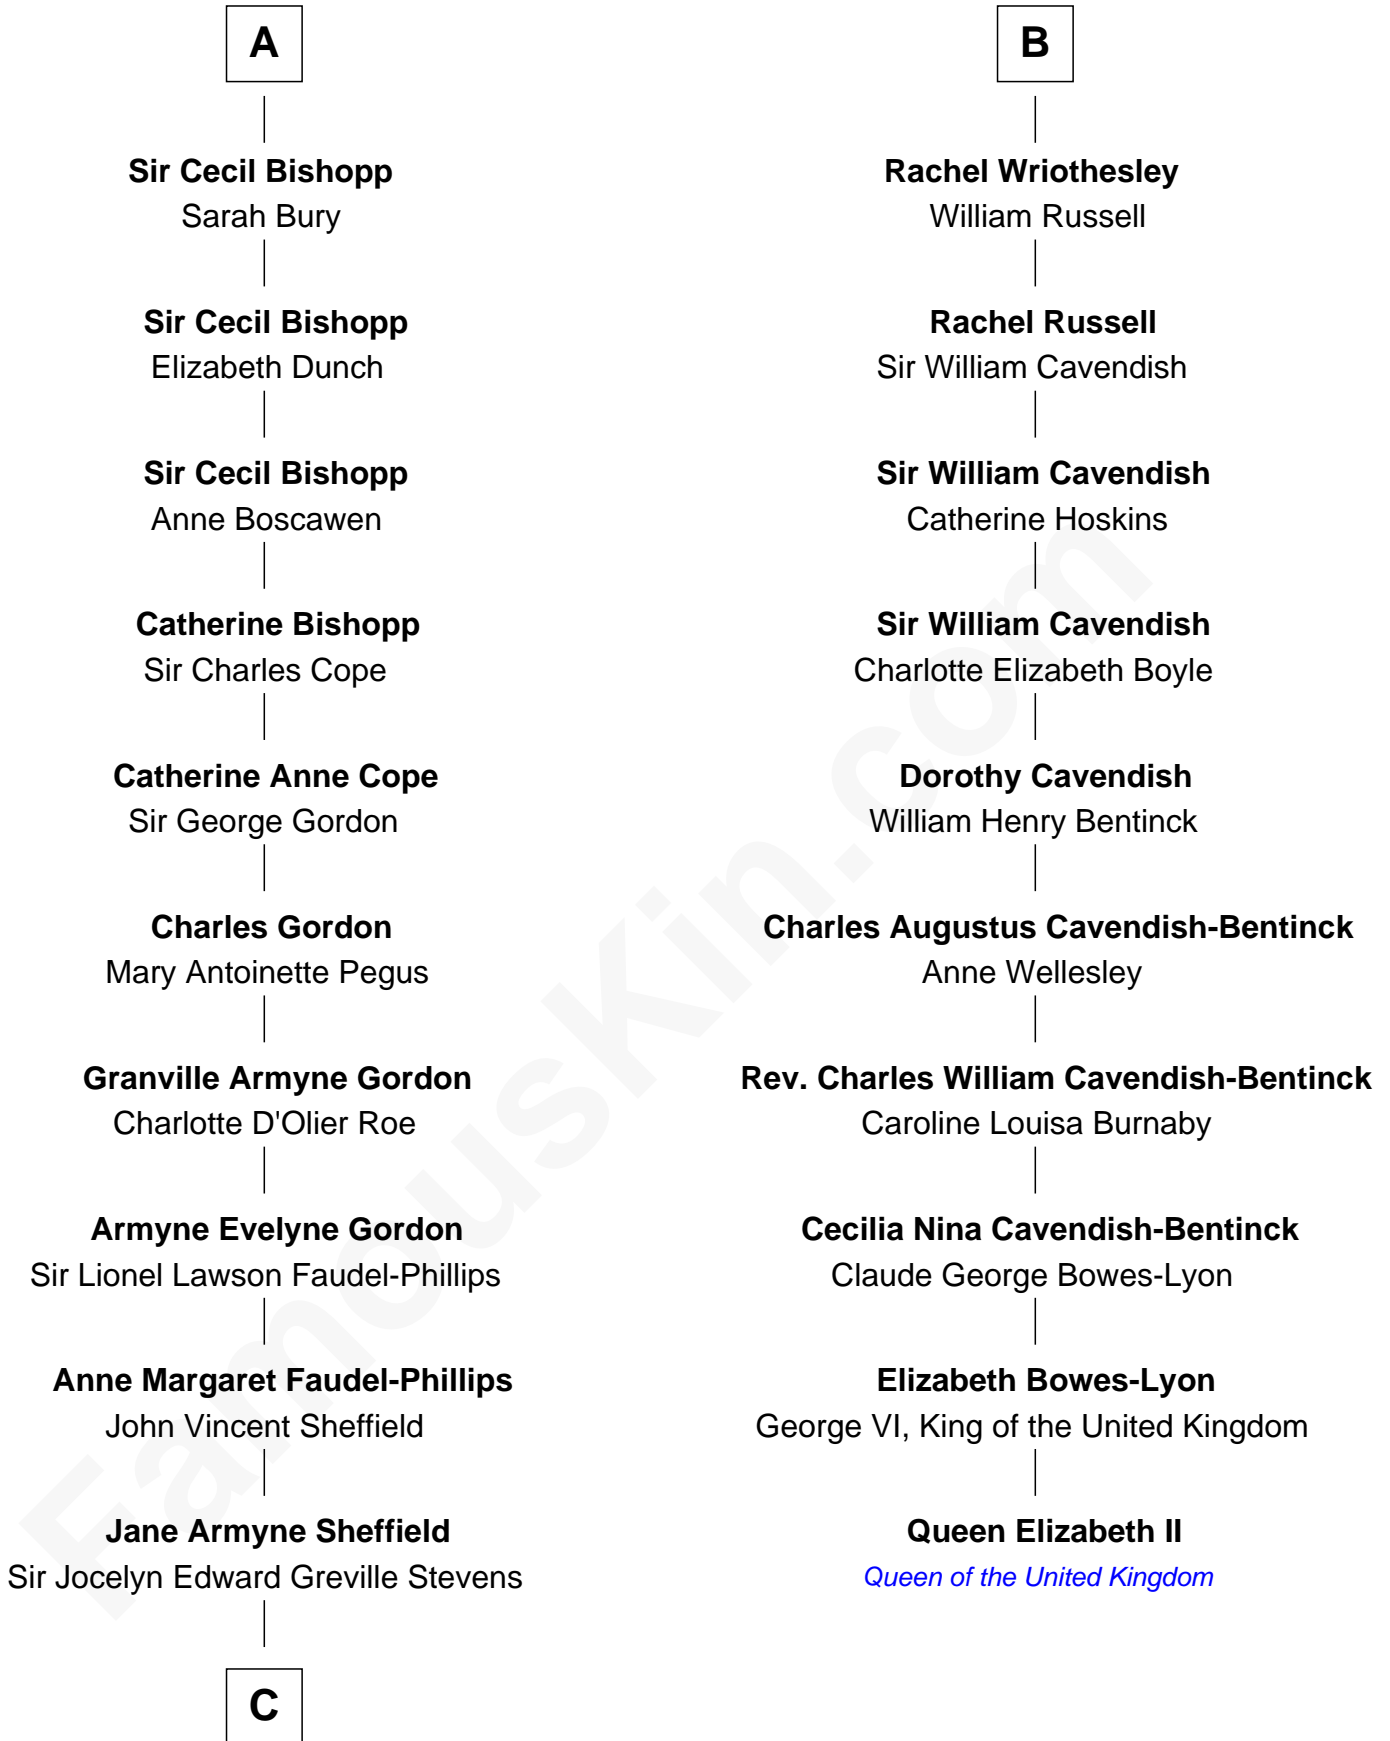 A
Sir Cecil Bishopp
Sarah Bury
Sir Cecil Bishopp
Elizabeth Dunch
Sir Cecil Bishopp
Anne Boscawen
Catherine Bishopp
Sir Charles Cope
Catherine Anne Cope
Sir George Gordon
Charles Gordon
Mary Antoinette Pegus
Granville Armyne Gordon
Charlotte D'Olier Roe
Armyne Evelyne Gordon
Sir Lionel Lawson Faudel-Phillips
Anne Margaret Faudel-Phillips
John Vincent Sheffield
Jane Armyne Sheffield
Sir Jocelyn Edward Greville Stevens
C
B
Rachel Wriothesley
William Russell
Rachel Russell
Sir William Cavendish
Sir William Cavendish
Catherine Hoskins
Sir William Cavendish
Charlotte Elizabeth Boyle
Dorothy Cavendish
William Henry Bentinck
Charles Augustus Cavendish-Bentinck
Anne Wellesley
Rev. Charles William Cavendish-Bentinck
Caroline Louisa Burnaby
Cecilia Nina Cavendish-Bentinck
Claude George Bowes-Lyon
Elizabeth Bowes-Lyon
George VI, King of the United Kingdom
Queen Elizabeth II
Queen of the United Kingdom
FamousKin.com